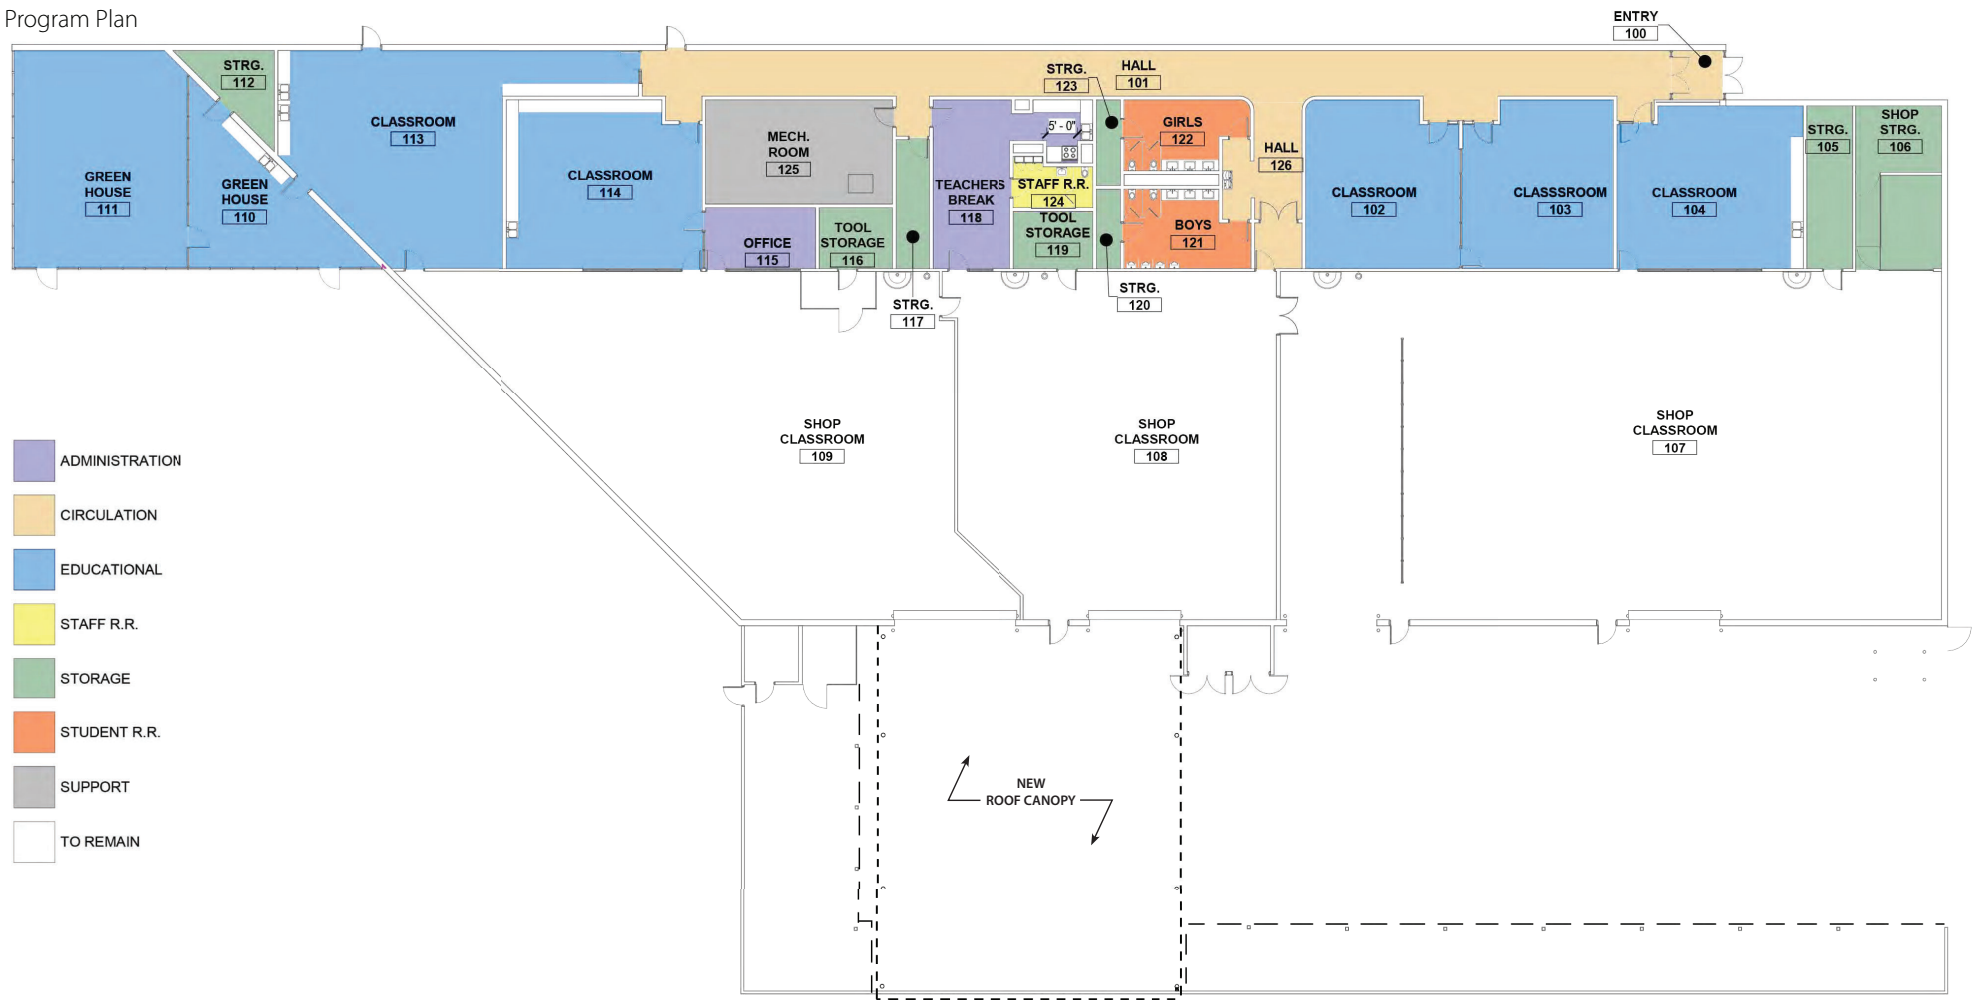 Program Plan
ENTRY
100
STRG.
112
STRG.
123
HALL
101
CLASSROOM
113
MECH.
ROOM
125
5' - 0"
GIRLS
122
HALL
126
STRG.
105
SHOP
STRG.
106
GREEN
HOUSE
111
GREEN
HOUSE
110
CLASSROOM
114
TEACHERS
BREAK
118
STAFF R.R.
124
TOOL
STORAGE
119
BOYS
121
CLASSROOM
102
CLASSSROOM
103
CLASSROOM
104
OFFICE
115
TOOL
STORAGE
116
STRG.
117
STRG.
120
SHOP
CLASSROOM
109
SHOP
CLASSROOM
108
SHOP
CLASSROOM
107
ADMINISTRATION
CIRCULATION
EDUCATIONAL
STAFF R.R.
STORAGE
STUDENT R.R.
SUPPORT
TO REMAIN
NEW
ROOF CANOPY